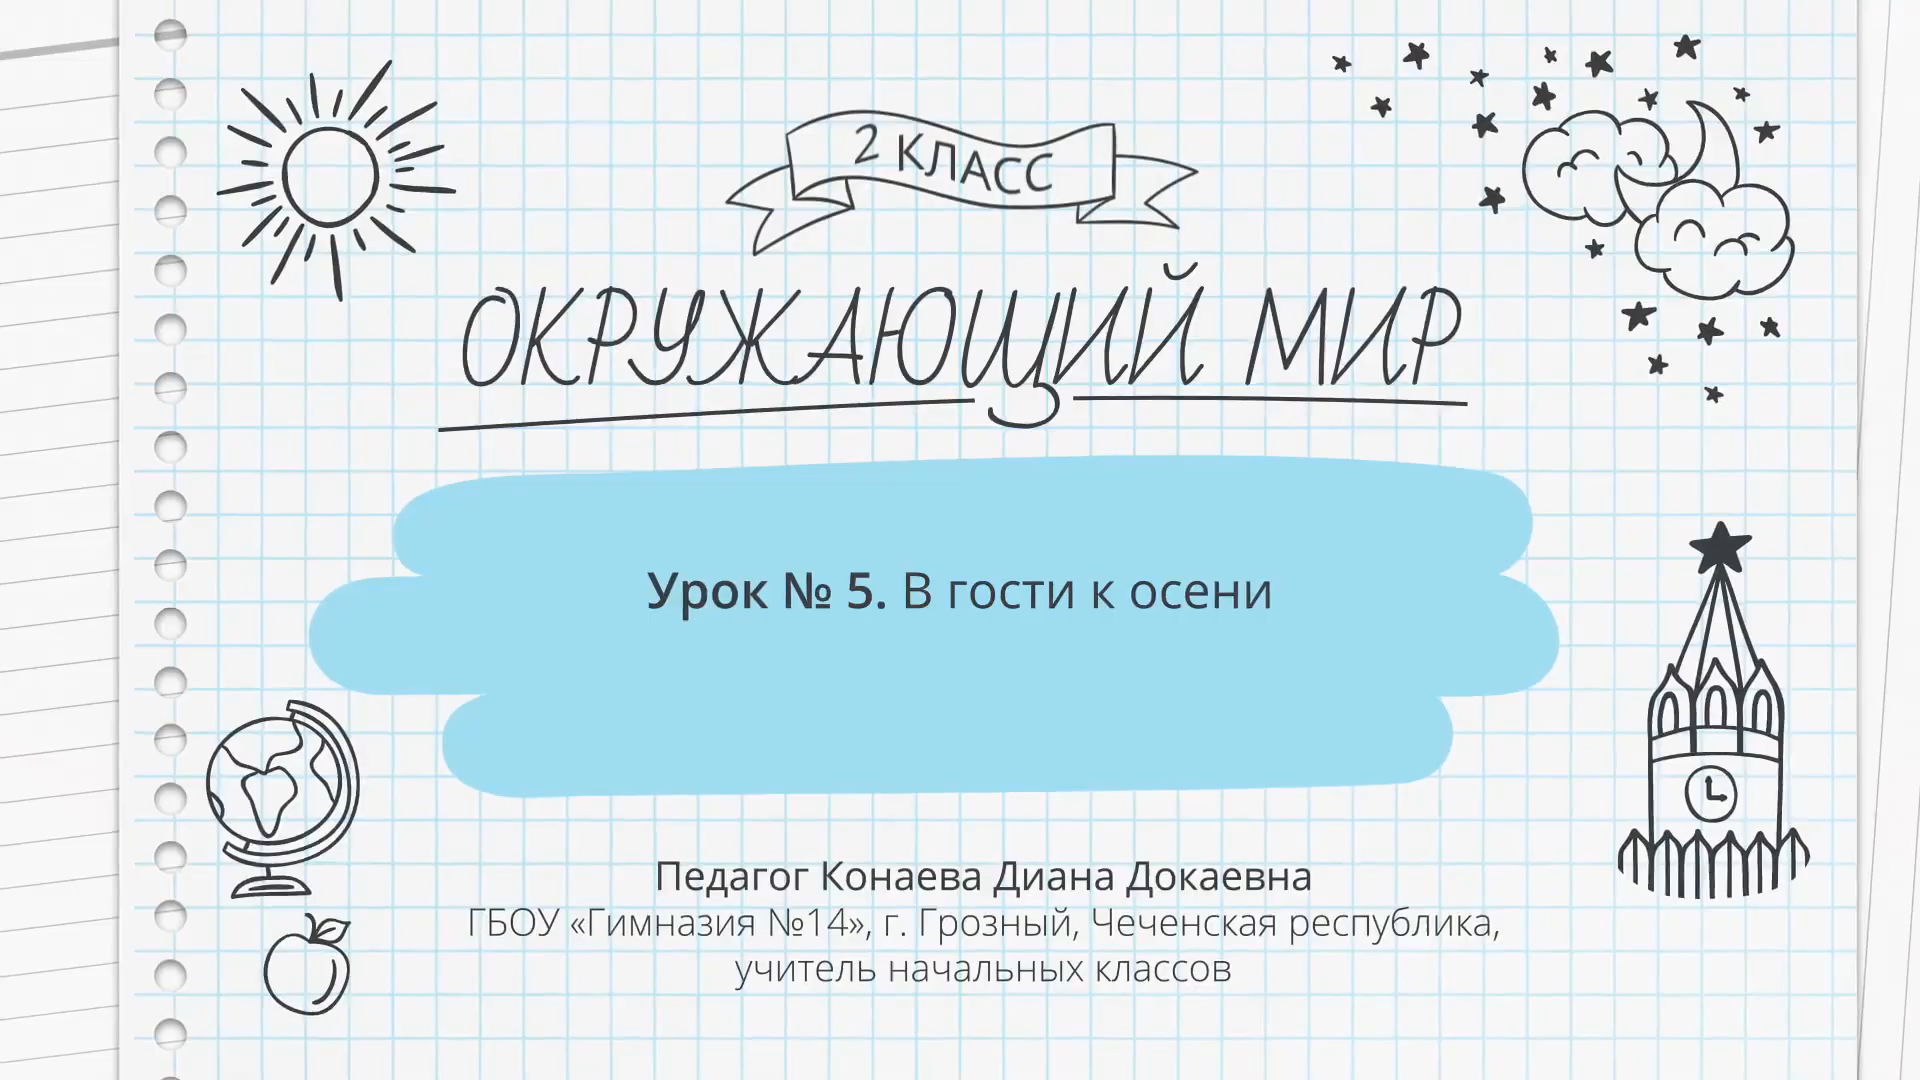 2 КЛАСС
ОКРУЖАЮЩИЙ МИР
Урок № 5. В гости к осени
Педагог Конаева Диана Докаевна
ГБОУ «Гимназия №14», г. Грозный, Чеченская республика,
учитель начальных классов